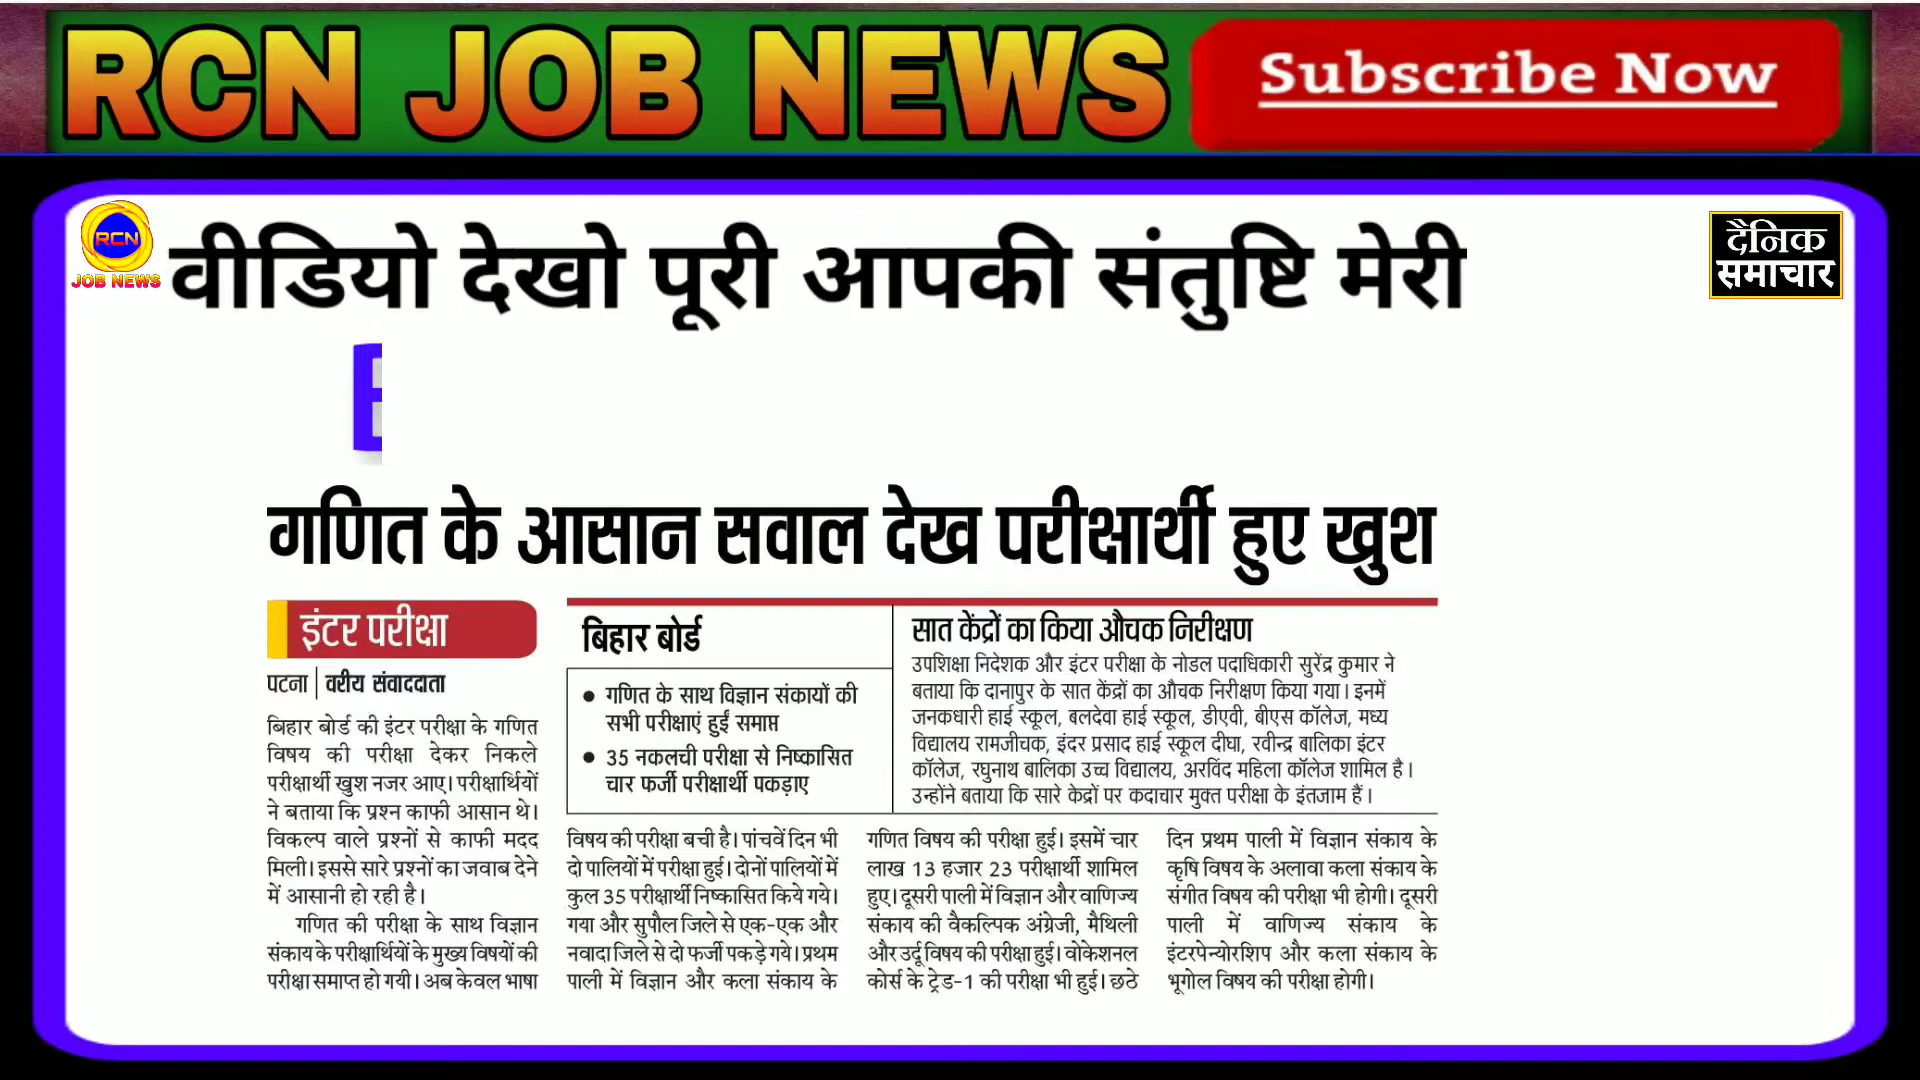 RCN JOB NEWS
Subscribe Now
RCN
JOB NEWS
वीडियो देखो पूरी आपकी संतुष्टि मेरी
दैनिक
समाचार
गणित के आसान सवाल देख परीक्षार्थी हुए खुश
इंटर परीक्षा
पटना | वरीय संवाददाता
बिहार बोर्ड की इंटर परीक्षा के गणित
विषय की परीक्षा देकर निकले
परीक्षार्थी खुश नजर आए। परीक्षार्थियों
ने बताया कि प्रश्न काफी आसान थे।
विकल्प वाले प्रश्नों से काफी मदद
मिली। इससे सारे प्रश्नों का जवाब देने
में आसानी हो रही है।
गणित की परीक्षा के साथ विज्ञान
संकाय के परीक्षार्थियों के मुख्य विषयों की
परीक्षा समाप्त हो गयी। अब केवल भाषा
बिहार बोर्ड
● गणित के साथ विज्ञान संकायों की
सभी परीक्षाएं हुईं समाप्त
● 35 नकलची परीक्षा से निष्कासित
चार फर्जी परीक्षार्थी पकड़ाए
सात केंद्रों का किया औचक निरीक्षण
उपशिक्षा निदेशक और इंटर परीक्षा के नोडल पदाधिकारी सुरेंद्र कुमार ने
बताया कि दानापुर के सात केंद्रों का औचक निरीक्षण किया गया। इनमें
जनकधारी हाई स्कूल, बलदेवा हाई स्कूल, डीएवी, बीएस कॉलेज, मध्य
विद्यालय रामजीचक, इंदर प्रसाद हाई स्कूल दीघा, रवीन्द्र बालिका इंटर
कॉलेज, रघुनाथ बालिका उच्च विद्यालय, अरविंद महिला कॉलेज शामिल है।
उन्होंने बताया कि सारे केद्रों पर कदाचार मुक्त परीक्षा के इंतजाम हैं।
विषय की परीक्षा बची है। पांचवें दिन भी
दो पालियों में परीक्षा हुई। दोनों पालियों में
कुल 35 परीक्षार्थी निष्कासित किये गये।
गया और सुपौल जिले से एक-एक और
नवादा जिले से दो फर्जी पकड़े गये। प्रथम
पाली में विज्ञान और कला संकाय के
गणित विषय की परीक्षा हुई। इसमें चार
लाख 13 हजार 23 परीक्षार्थी शामिल
हुए। दूसरी पाली में विज्ञान और वाणिज्य
संकाय की वैकल्पिक अंग्रेजी, मैथिली
और उर्दू विषय की परीक्षा हुई। वोकेशनल
कोर्स के ट्रेड-1 की परीक्षा भी हुई। छठे
दिन प्रथम पाली में विज्ञान संकाय के
कृषि विषय के अलावा कला संकाय के
संगीत विषय की परीक्षा भी होगी। दूसरी
पाली में वाणिज्य संकाय के
इंटरपेन्योरशिप और कला संकाय के
भूगोल विषय की परीक्षा होगी।